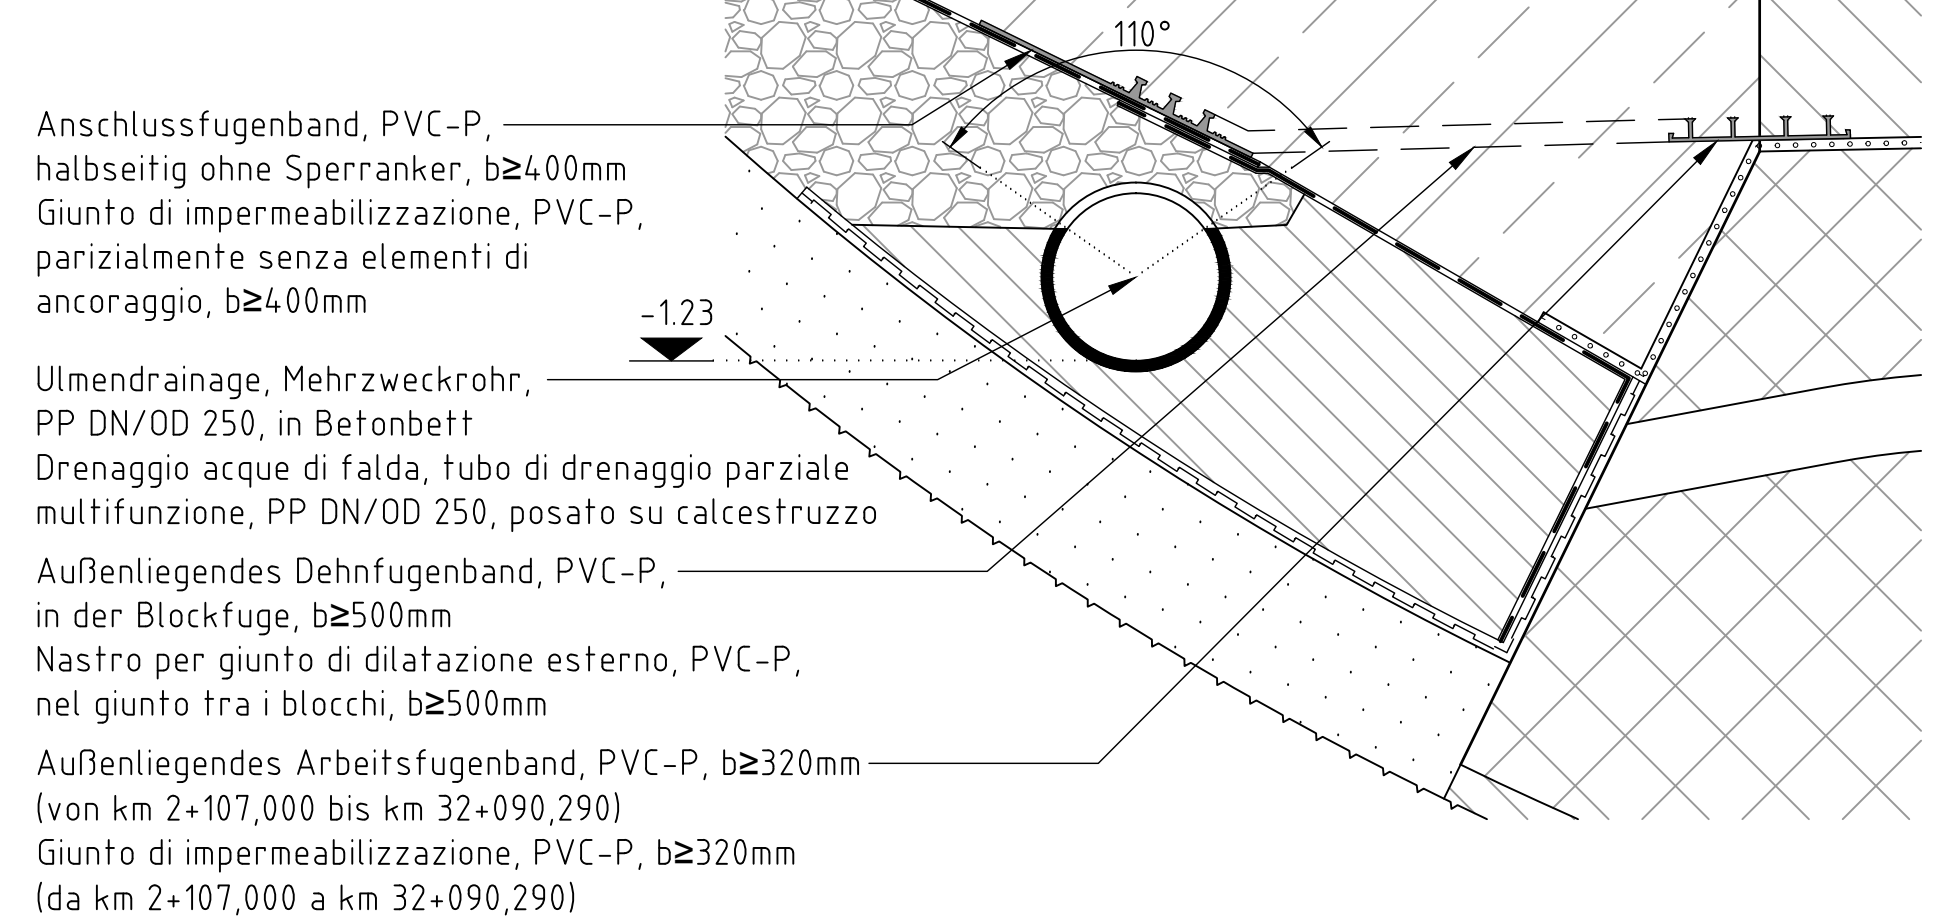 110°
Anschlussfugenband, PVC-P,
halbseitig ohne Sperranker, b≥400mm
Giunto di impermeabilizzazione, PVC-P,
parizialmente senza elementi di
ancoraggio, b≥400mm
-1.23
Ulmendrainage, Mehrzweckrohr,
PP DN/OD 250, in Betonbett
Drenaggio acque di falda, tubo di drenaggio parziale
multifunzione, PP DN/OD 250, posato su calcestruzzo
Außenliegendes Dehnfugenband, PVC-P,
in der Blockfuge, b≥500mm
Nastro per giunto di dilatazione esterno, PVC-P,
nel giunto tra i blocchi, b≥500mm
Außenliegendes Arbeitsfugenband, PVC-P, b≥320mm
(von km 2+107,000 bis km 32+090,290)
Giunto di impermeabilizzazione, PVC-P, b≥320mm
(da km 2+107,000 a km 32+090,290)